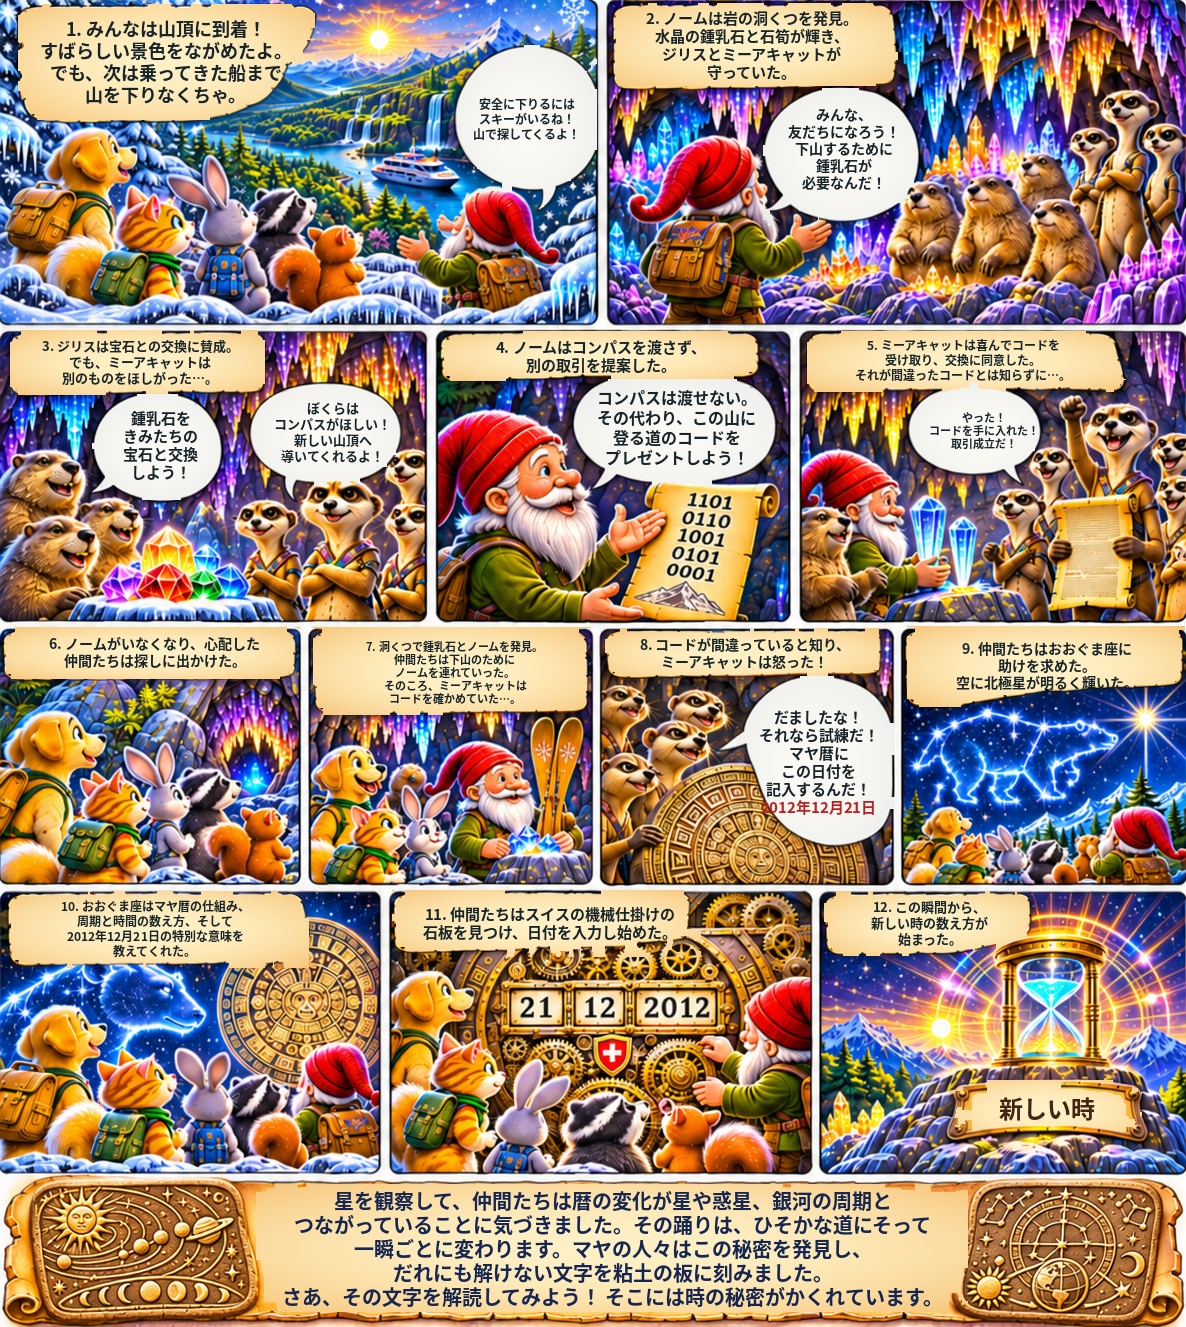 1. みんなは山頂に到着！
すばらしい景色をながめたよ。
でも、次は乗ってきた船まで
山を下りなくちゃ。
安全に下りるには
スキーがいるね！
山で探してくるよ！
2. ノームは岩の洞くつを発見。
水晶の鍾乳石と石筍が輝き、
ジリスとミーアキャットが
守っていた。
みんな、
友だちになろう！
下山するために
鍾乳石が
必要なんだ！
3. ジリスは宝石との交換に賛成。
でも、ミーアキャットは
別のものをほしがった…。
鍾乳石を
きみたちの
宝石と交換
しよう！
ぼくらは
コンパスがほしい！
新しい山頂へ
導いてくれるよ！
4. ノームはコンパスを渡さず、
別の取引を提案した。
コンパスは渡せない。
その代わり、この山に
登る道のコードを
プレゼントしよう！
1101
0110
1001
0101
0001
5. ミーアキャットは喜んでコードを
受け取り、交換に同意した。
それが間違ったコードとは知らずに…。
やった！
コードを手に入れた！
取引成立だ！
6. ノームがいなくなり、心配した
仲間たちは探しに出かけた。
7. 洞くつで鍾乳石とノームを発見。
仲間たちは下山のために
ノームを連れていった。
そのころ、ミーアキャットは
コードを確かめていた…。
8. コードが間違っていると知り、
ミーアキャットは怒った！
だましたな！
それなら試練だ！
マヤ暦に
この日付を
記入するんだ！
2012年12月21日
9. 仲間たちはおおぐま座に
助けを求めた。
空に北極星が明るく輝いた。
10. おおぐま座はマヤ暦の仕組み、
周期と時間の数え方、そして
2012年12月21日の特別な意味を
教えてくれた。
11. 仲間たちはスイスの機械仕掛けの
石板を見つけ、日付を入力し始めた。
21 12 2012
12. この瞬間から、
新しい時の数え方が
始まった。
新しい時
星を観察して、仲間たちは暦の変化が星や惑星、銀河の周期と
つながっていることに気づきました。その踊りは、ひそかな道にそって
一瞬ごとに変わります。マヤの人々はこの秘密を発見し、
だれにも解けない文字を粘土の板に刻みました。
さあ、その文字を解読してみよう！ そこには時の秘密がかくれています。